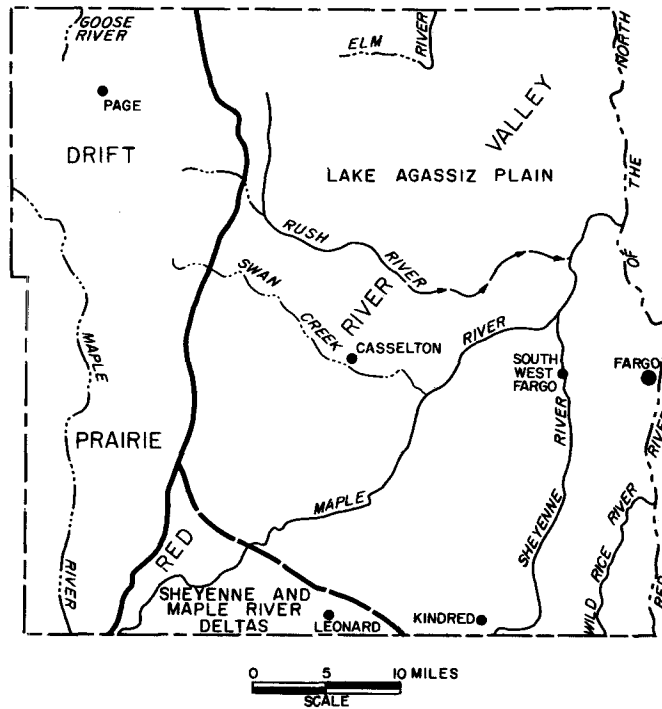 GOOSE
RIVER
ELM
RIVER
NORTH
PAGE
VALLEY
DRIFT
LAKE AGASSIZ PLAIN
THE
RUSH
RIVER
OF
SWAN
CREEK
RIVER
MAPLE
RIVER
CASSELTON
SOUTH
WEST
FARGO
FARGO
RIVER
RIVER
PRAIRIE
MAPLE
SHEYENNE
RIVER
WILD RICE
RED
RED
RIVER
SHEYENNE AND
MAPLE RIVER
DELTAS
LEONARD
KINDRED
0 5 10 MILES
SCALE